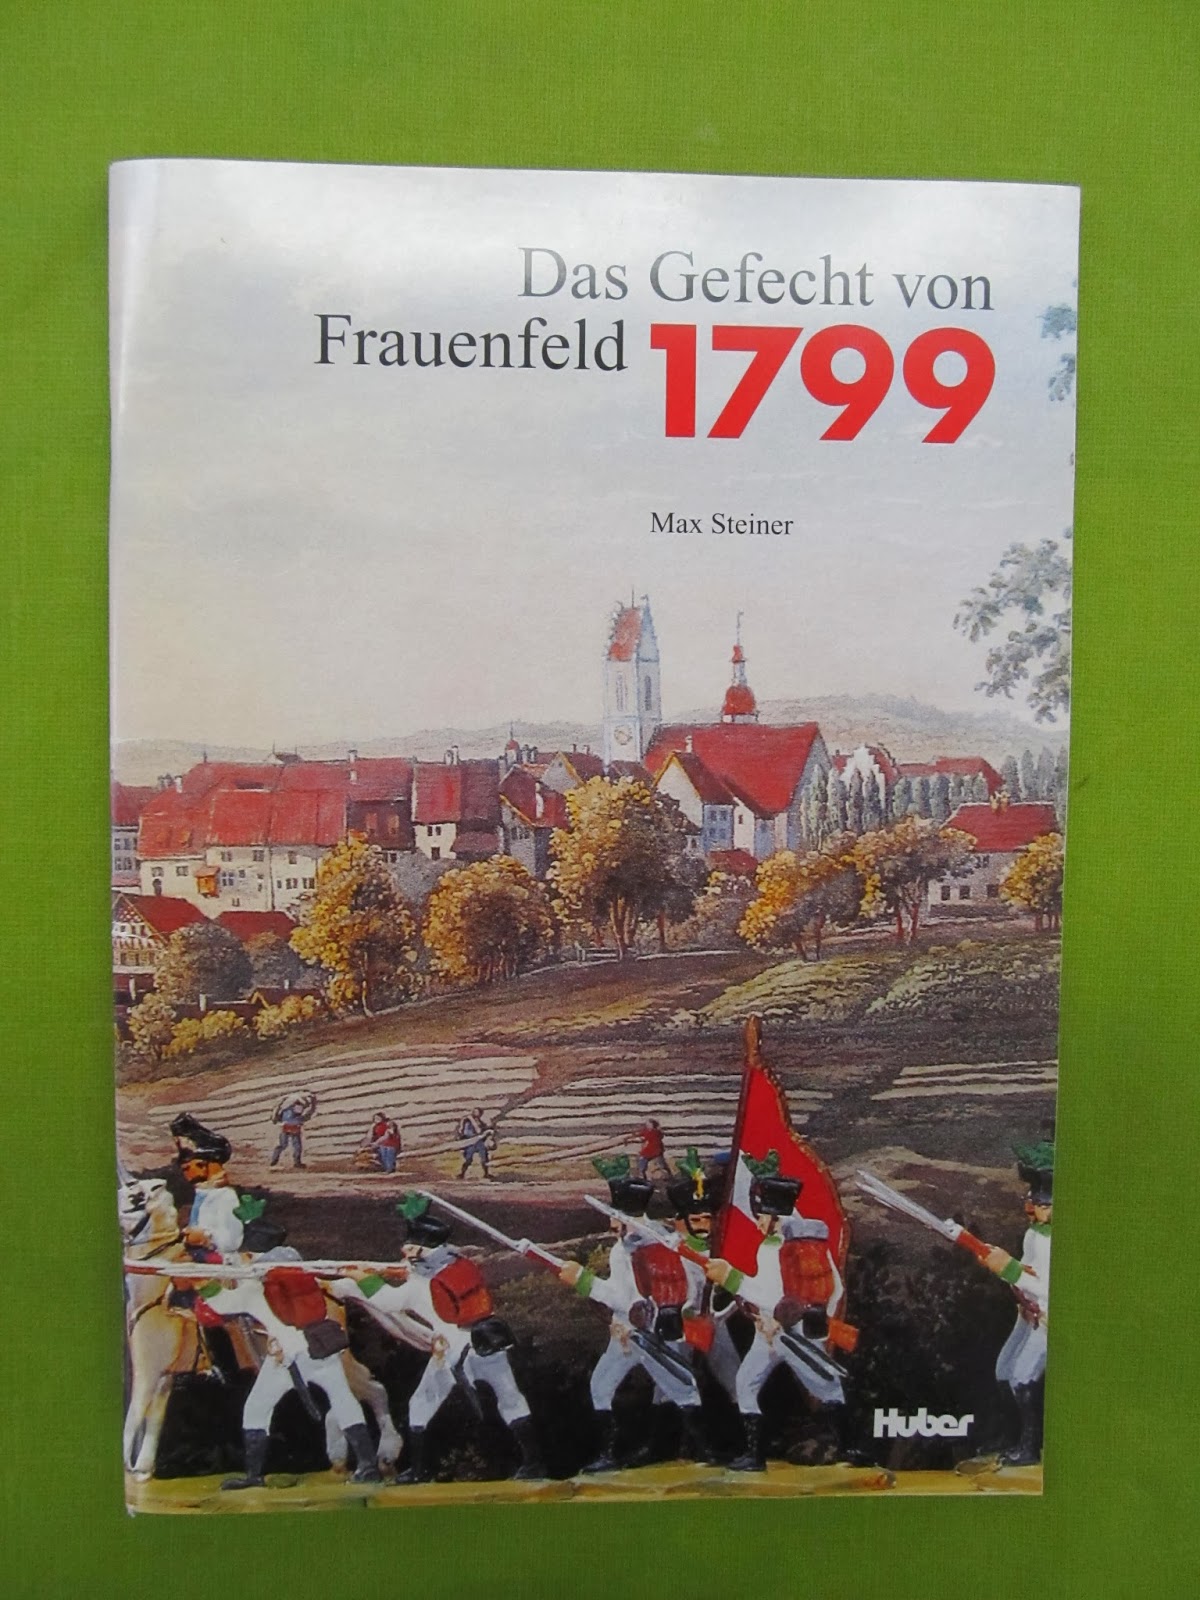 Das Gefecht von
Frauenfeld 1799
Max Steiner
Huber